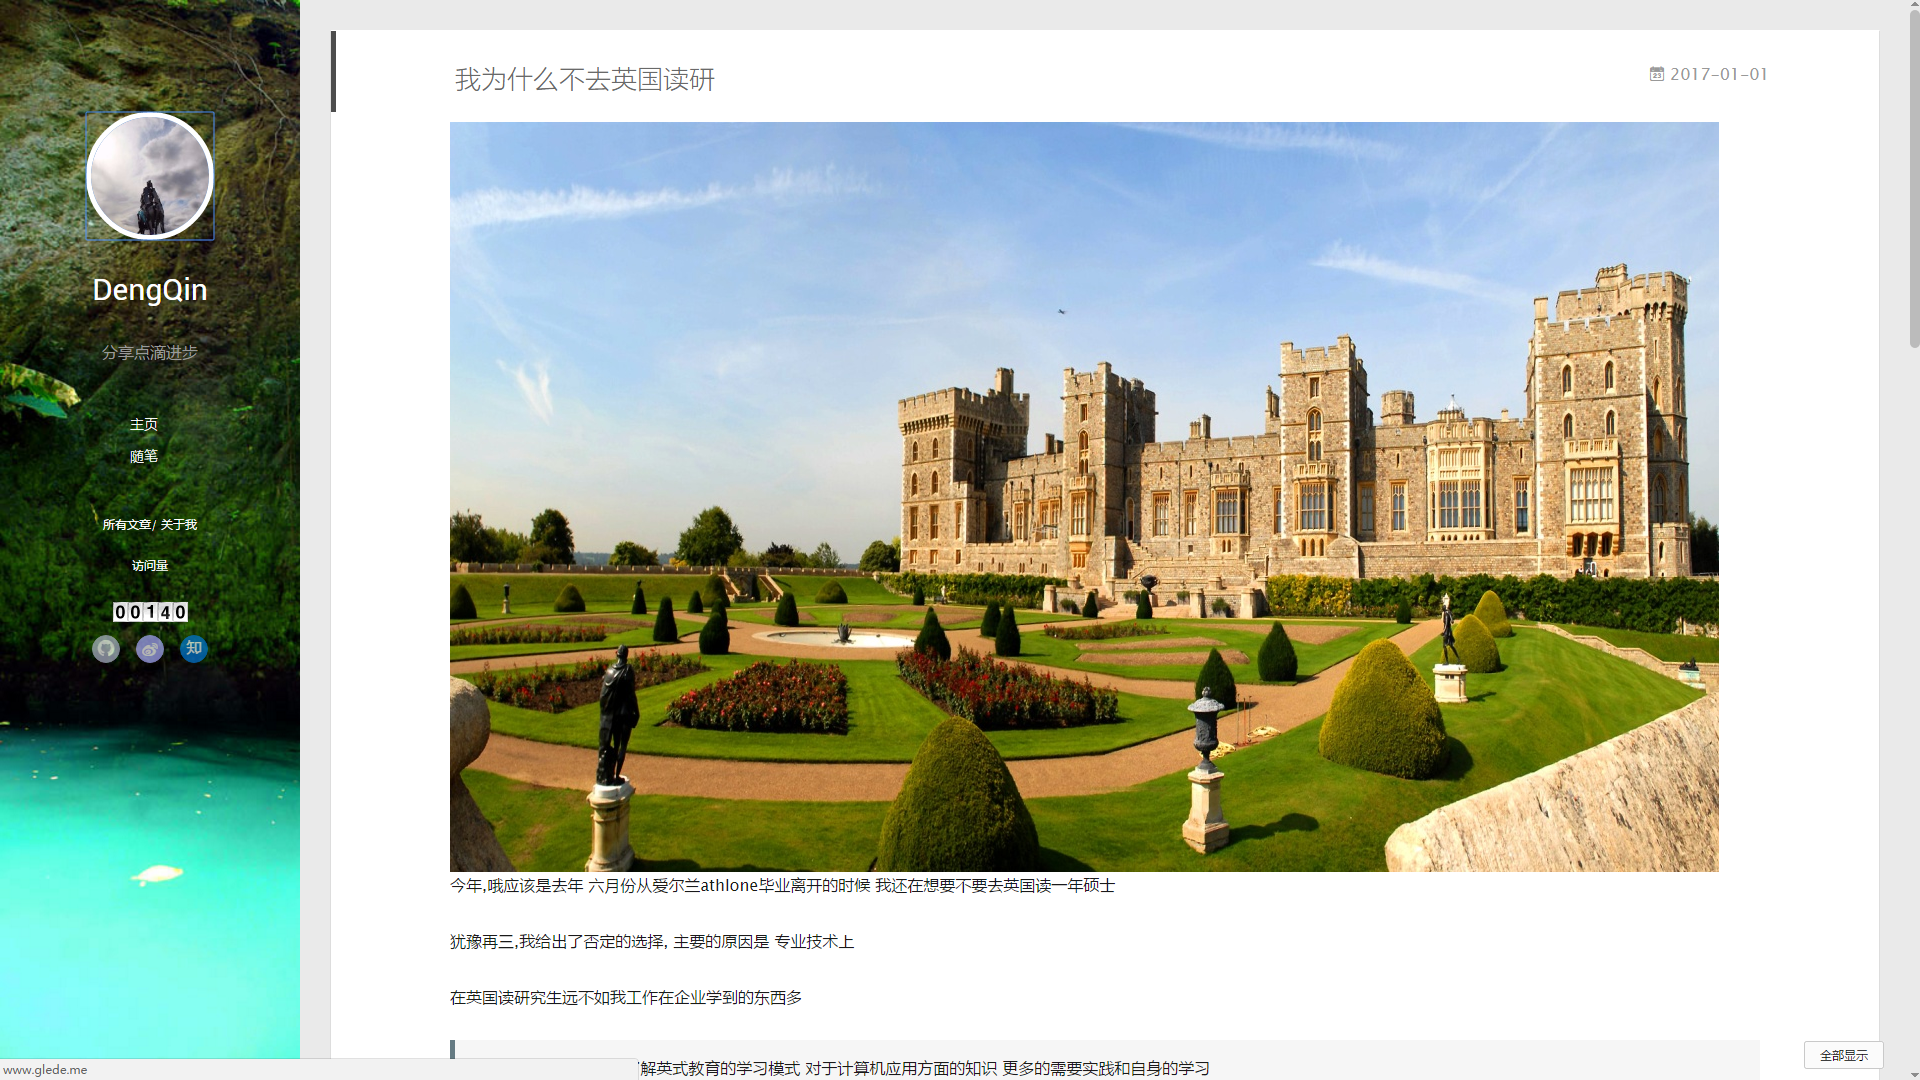 我为什么不去英国读研
2017-01-01
DengQin
分享点滴进步
主页
随笔
所有文章/ 关于我
访问量
00140
知
今年,哦应该是去年 六月份从爱尔兰athlone毕业离开的时候 我还在想要不要去英国读一年硕士
犹豫再三,我给出了否定的选择, 主要的原因是 专业技术上
在英国读研究生远不如我工作在企业学到的东西多
解英式教育的学习模式 对于计算机应用方面的知识 更多的需要实践和自身的学习
全部显示
www.glede.me